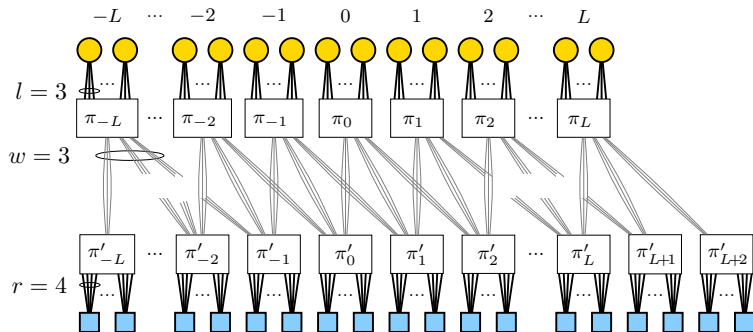 −L ··· −2 −1 0 1 2 ··· L
... ... ... ... ... ... ...
l = 3
π₋L ... π₋₂ π₋₁ π₀ π₁ π₂ ... πL
w = 3
π′₋L ... π′₋₂ π′₋₁ π′₀ π′₁ π′₂ ... π′L π′L+1 π′L+2
r = 4
... ... ... ... ... ... ... ... ...